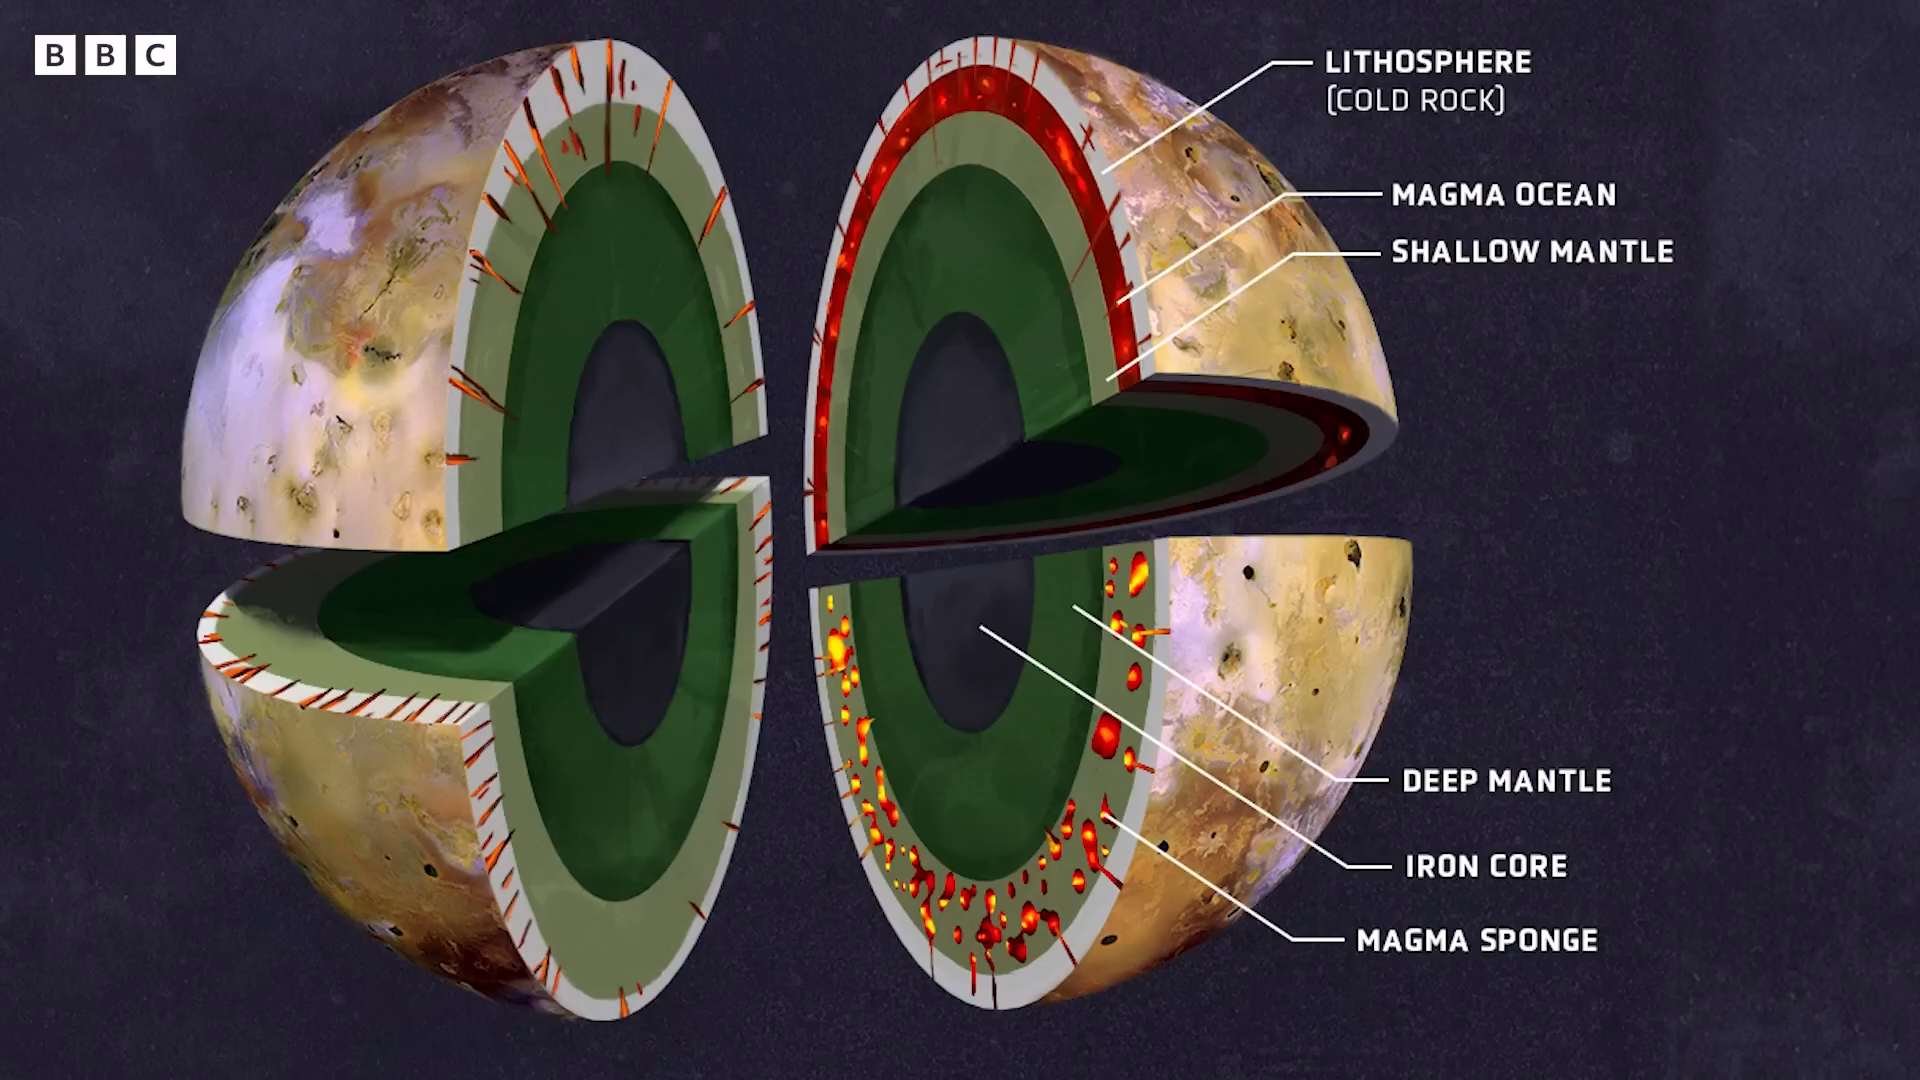 BBC
LITHOSPHERE
(COLD ROCK)
MAGMA OCEAN
SHALLOW MANTLE
DEEP MANTLE
IRON CORE
MAGMA SPONGE